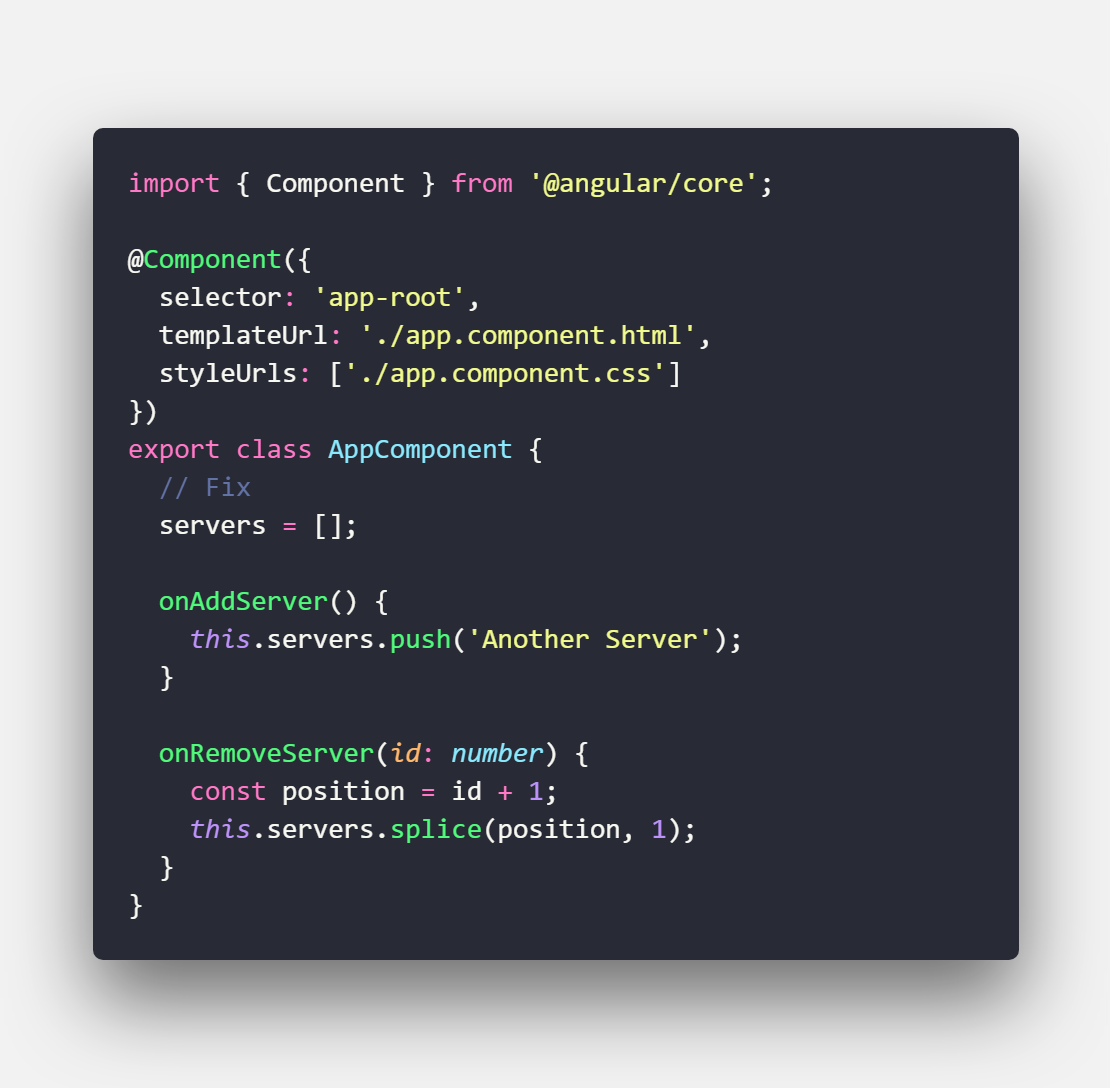 import { Component } from '@angular/core';

@Component({
  selector: 'app-root',
  templateUrl: './app.component.html',
  styleUrls: ['./app.component.css']
})
export class AppComponent {
  // Fix
  servers = [];

  onAddServer() {
    this.servers.push('Another Server');
  }

  onRemoveServer(id: number) {
    const position = id + 1;
    this.servers.splice(position, 1);
  }
}